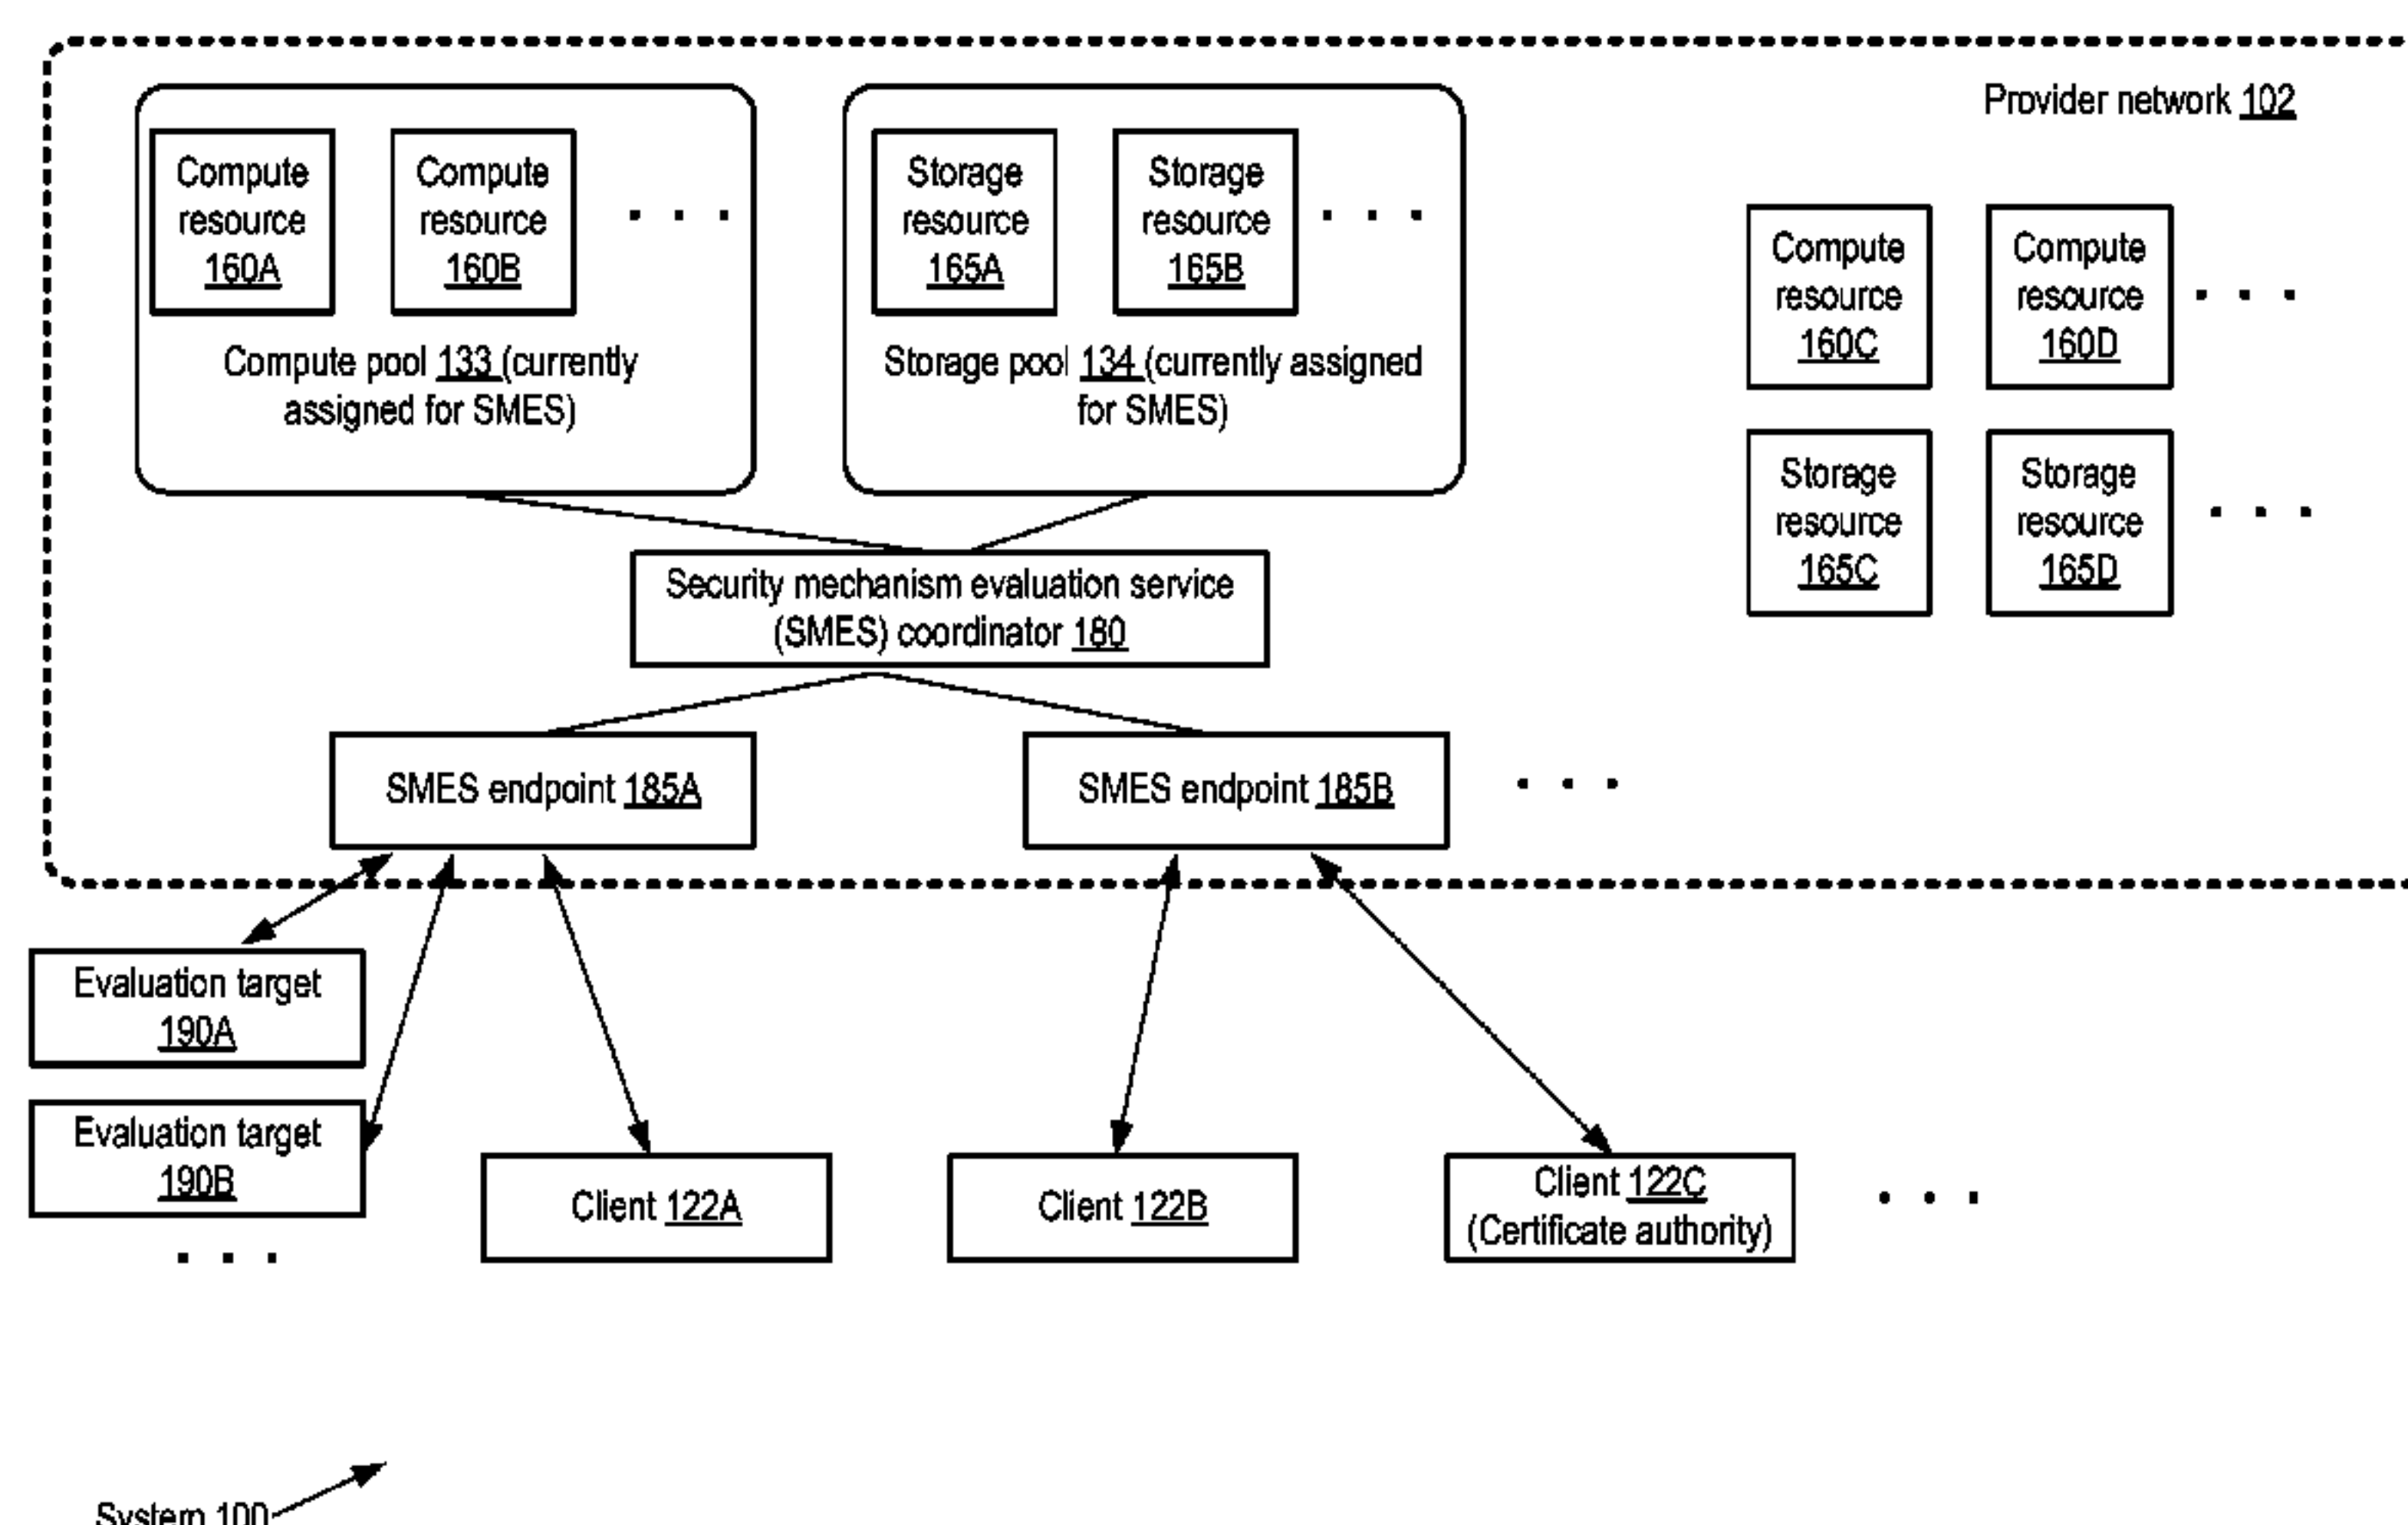 Provider network 102
Compute
resource
160A
Compute
resource
160B
. . .
Compute pool 133 (currently
assigned for SMES)
Storage
resource
165A
Storage
resource
165B
. . .
Storage pool 134 (currently assigned
for SMES)
Compute
resource
160C
Compute
resource
160D
. . .
Storage
resource
165C
Storage
resource
165D
. . .
Security mechanism evaluation service
(SMES) coordinator 180
SMES endpoint 185A
SMES endpoint 185B
. . .
Evaluation target
190A
Evaluation target
190B
. . .
Client 122A
Client 122B
Client 122C
(Certificate authority)
. . .
System 100